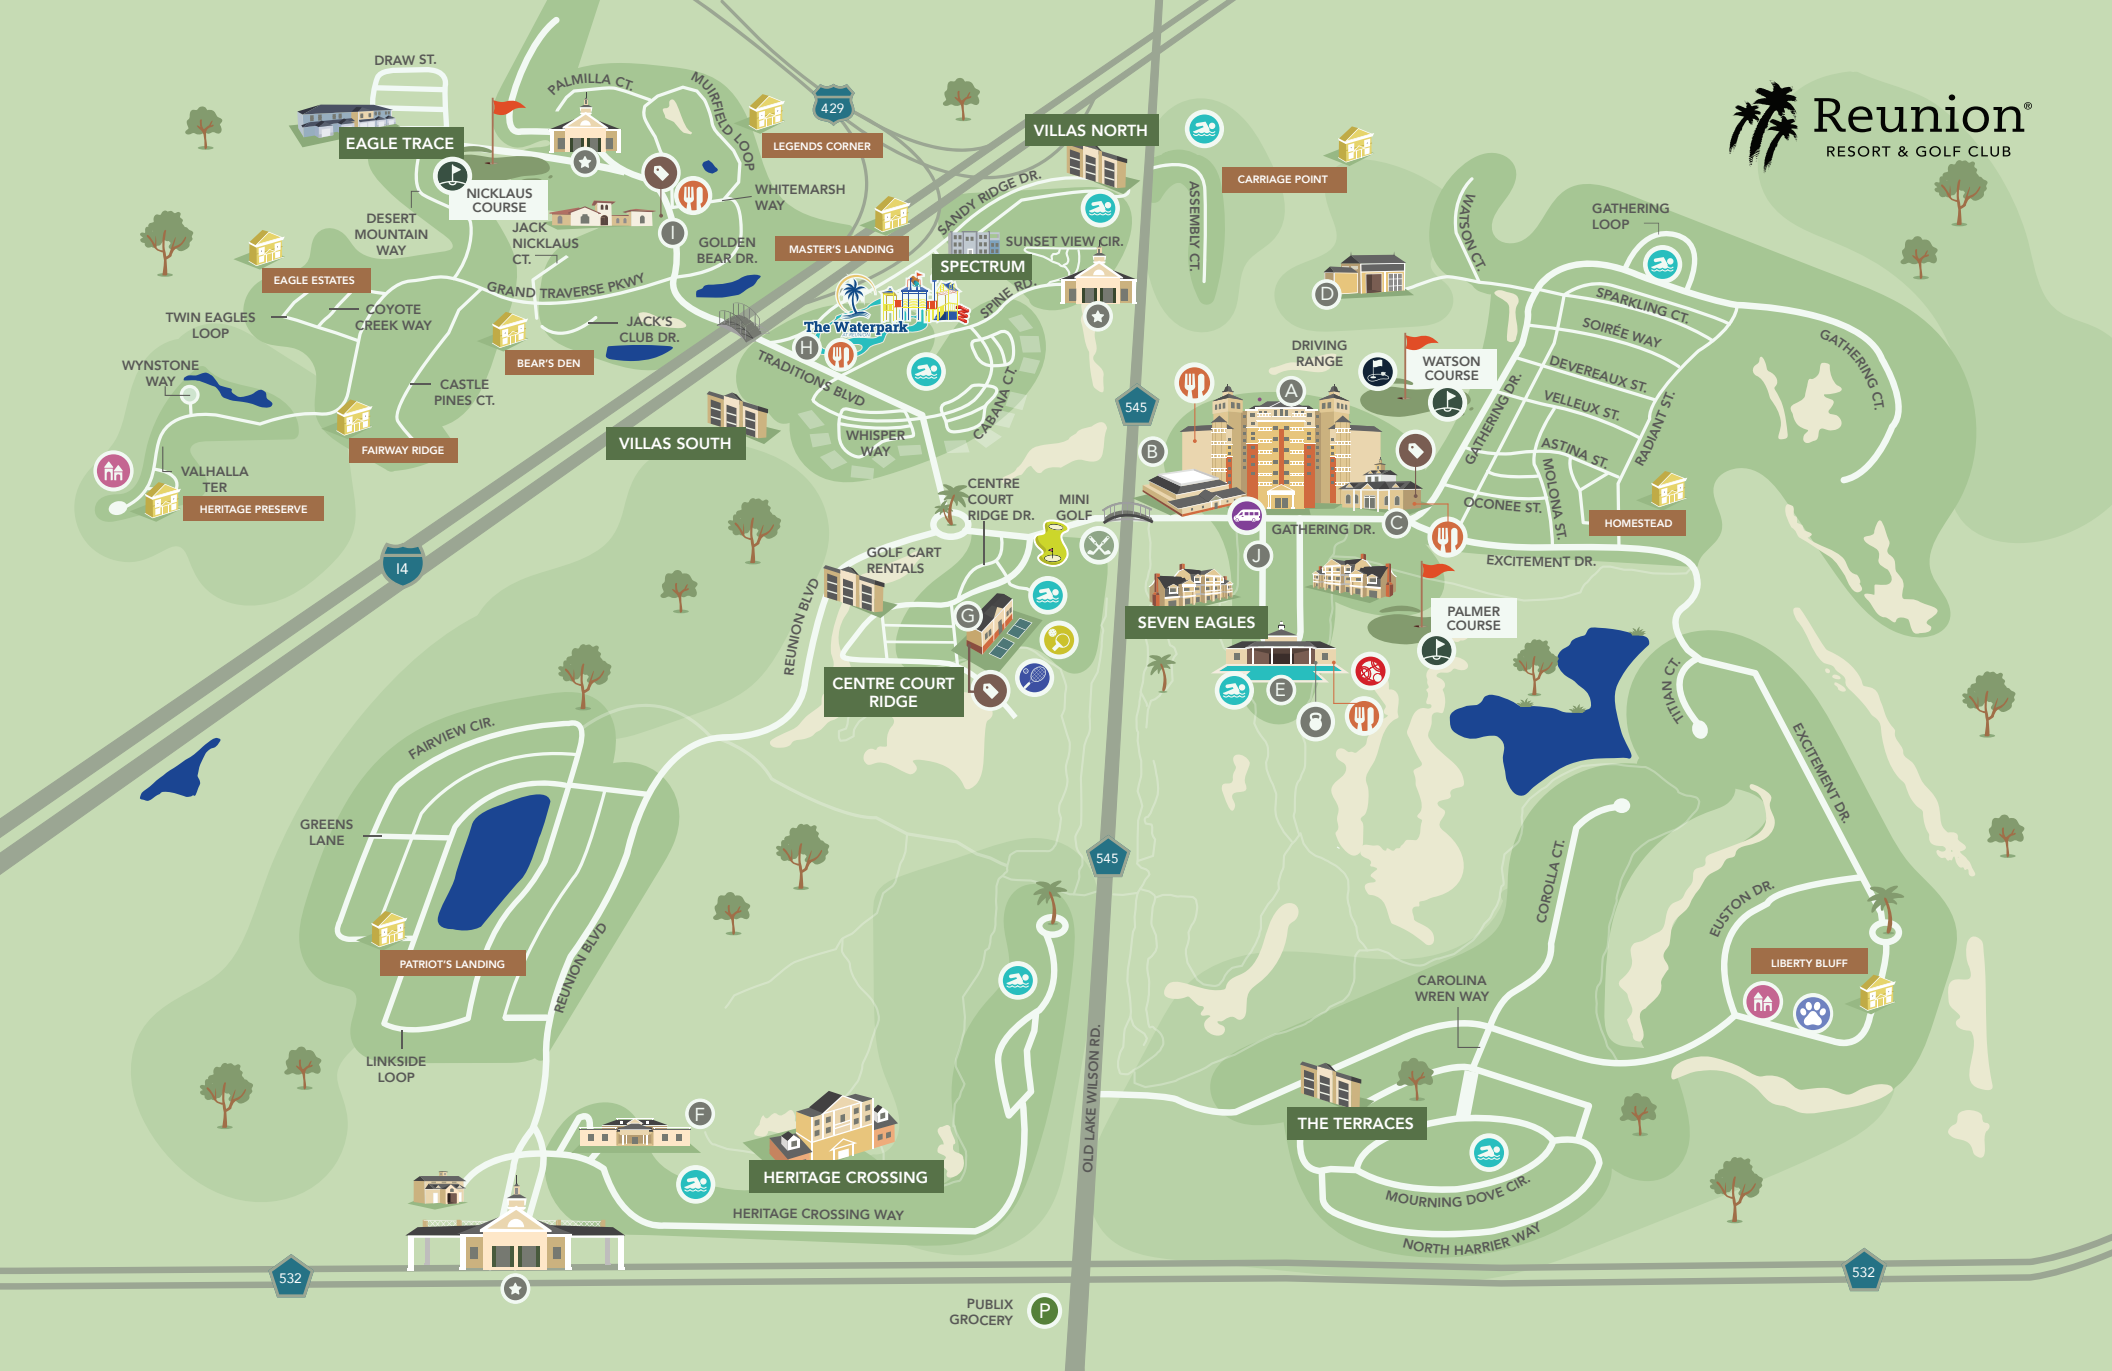 DRAW ST.
PALMILLA CT.
MUIRFIELD LOOP
429
LEGENDS CORNER
EAGLE TRACE
NICKLAUS
COURSE
WHITEMARSH
WAY
DESERT
MOUNTAIN
WAY
JACK
NICKLAUS
CT.
I
GOLDEN
BEAR DR.
MASTER'S LANDING
VILLAS NORTH
SANDY RIDGE DR.
SUNSET VIEW CIR.
SPECTRUM
SPINE RD.
ASSEMBLY CT.
CARRIAGE POINT
Reunion®
RESORT & GOLF CLUB
WATSON CT.
GATHERING
LOOP
D
SPARKLING CT.
SOIRÉE WAY
DEVEREAUX ST.
VELLEUX ST.
ASTINA ST.
MOLONA ST.
RADIANT ST.
OCONEE ST.
GATHERING DR.
GATHERING CT.
EAGLE ESTATES
GRAND TRAVERSE PKWY
TWIN EAGLES
LOOP
COYOTE
CREEK WAY
JACK'S
CLUB DR.
BEAR'S DEN
The Waterpark
H
TRADITIONS BLVD
CABANA CT.
WYNSTONE
WAY
CASTLE
PINES CT.
FAIRWAY RIDGE
VALHALLA
TER
HERITAGE PRESERVE
VILLAS SOUTH
WHISPER
WAY
545
DRIVING
RANGE
WATSON
COURSE
A
B
C
J
CENTRE
COURT
RIDGE DR.
MINI
GOLF
GATHERING DR.
HOMESTEAD
EXCITEMENT DR.
I4
GOLF CART
RENTALS
REUNION BLVD
G
SEVEN EAGLES
PALMER
COURSE
CENTRE COURT
RIDGE
E
TITIAN CT.
EXCITEMENT DR.
FAIRVIEW CIR.
GREENS
LANE
545
COROLLA CT.
EUSTON DR.
PATRIOT'S LANDING
REUNION BLVD
LIBERTY BLUFF
CAROLINA
WREN WAY
LINKSIDE
LOOP
OLD LAKE WILSON RD.
F
THE TERRACES
HERITAGE CROSSING
HERITAGE CROSSING WAY
MOURNING DOVE CIR.
NORTH HARRIER WAY
532
532
PUBLIX
GROCERY
P